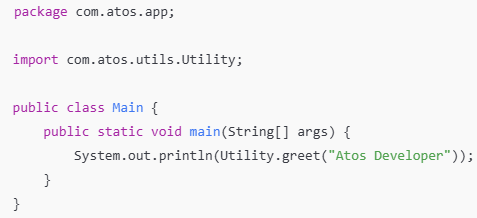 package com.atos.app;
import com.atos.utils.Utility;
public class Main {
    public static void main(String[] args) {
        System.out.println(Utility.greet("Atos Developer"));
    }
}